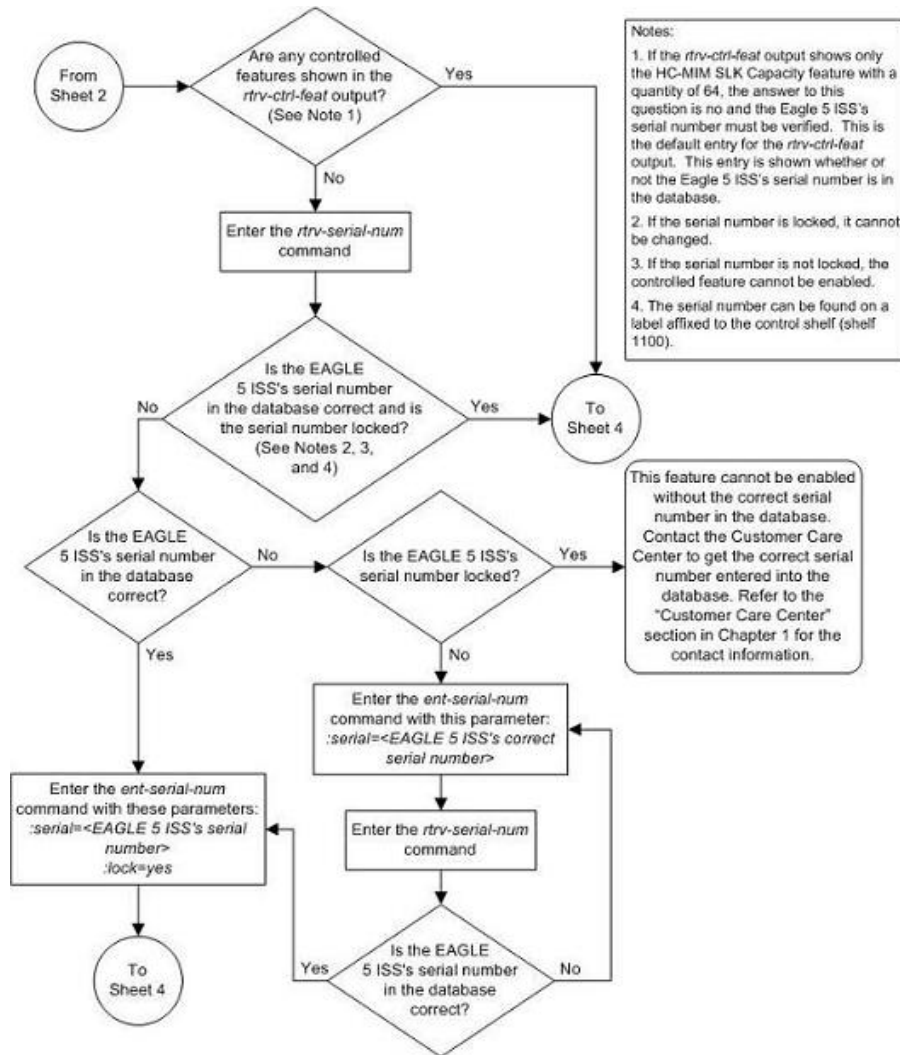 From
Sheet 2
Are any controlled
features shown in the
rtrv-ctrl-feat output?
(See Note 1)
Yes
No
Notes:
1. If the rtrv-ctrl-feat output shows only
the HC-MIM SLK Capacity feature with a
quantity of 64, the answer to this
question is no and the Eagle 5 ISS's
serial number must be verified. This is
the default entry for the rtrv-ctrl-feat
output. This entry is shown whether or
not the Eagle 5 ISS's serial number is in
the database.
2. If the serial number is locked, it cannot
be changed.
3. If the serial number is not locked, the
controlled feature cannot be enabled.
4. The serial number can be found on a
label affixed to the control shelf (shelf
1100).
Enter the rtrv-serial-num
command
Is the EAGLE
5 ISS's serial number
in the database correct and is
the serial number locked?
(See Notes 2, 3,
and 4)
No
Yes
To
Sheet 4
Is the EAGLE
5 ISS's serial number
in the database
correct?
No
Yes
Is the EAGLE 5 ISS's
serial number locked?
Yes
No
This feature cannot be enabled
without the correct serial
number in the database.
Contact the Customer Care
Center to get the correct serial
number entered into the
database. Refer to the
"Customer Care Center"
section in Chapter 1 for the
contact information.
Enter the ent-serial-num
command with this parameter:
:serial=<EAGLE 5 ISS's correct
serial number>
Enter the ent-serial-num
command with these parameters:
:serial=<EAGLE 5 ISS's serial
number>
:lock=yes
Enter the rtrv-serial-num
command
Is the EAGLE
5 ISS's serial number
in the database
correct?
Yes
No
To
Sheet 4